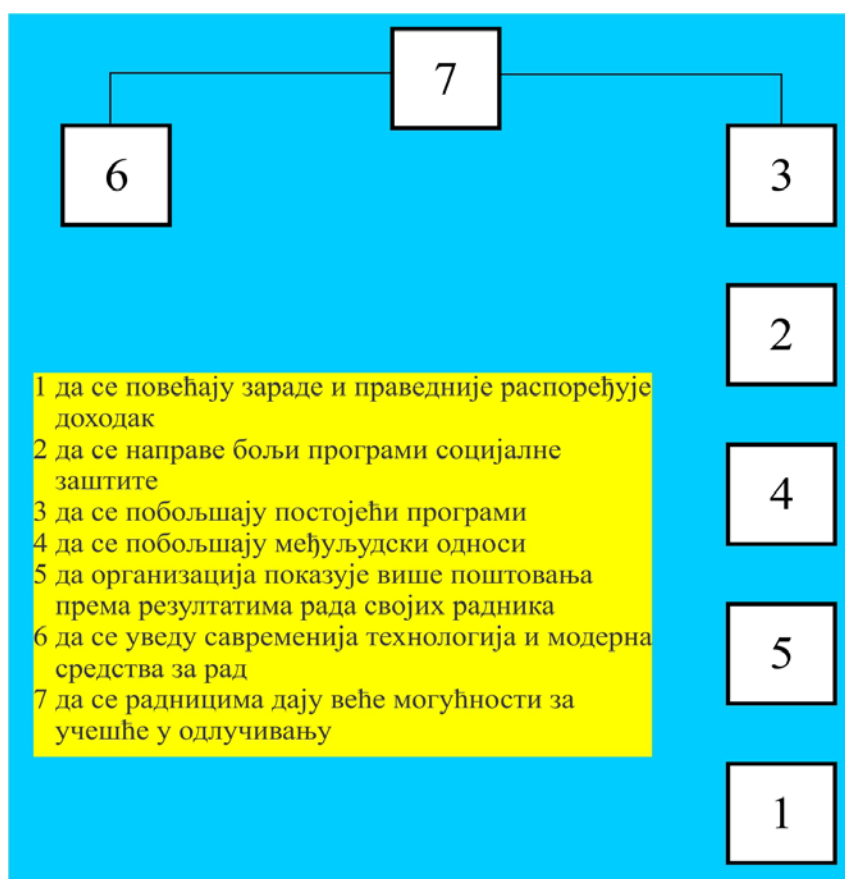 7
6
3
2
4
5
1
1 да се повећају зараде и праведније распоређује
доходак
2 да се направе бољи програми социјалне
заштите
3 да се побољшају постојећи програми
4 да се побољшају међуљудски односи
5 да организација показује више поштовања
према резултатима рада својих радника
6 да се уведу савременија технологија и модерна
средства за рад
7 да се радницима дају веће могућности за
учешће у одлучивању